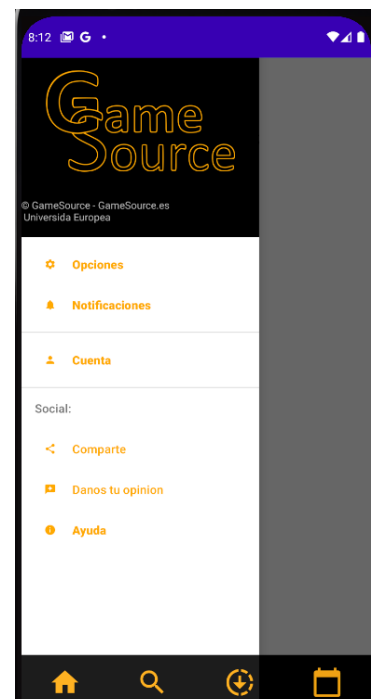 8:12 G
Game
Source
© GameSource - GameSource.es
Universida Europea
Opciones
Notificaciones
Cuenta
Social:
Comparte
Danos tu opinion
Ayuda